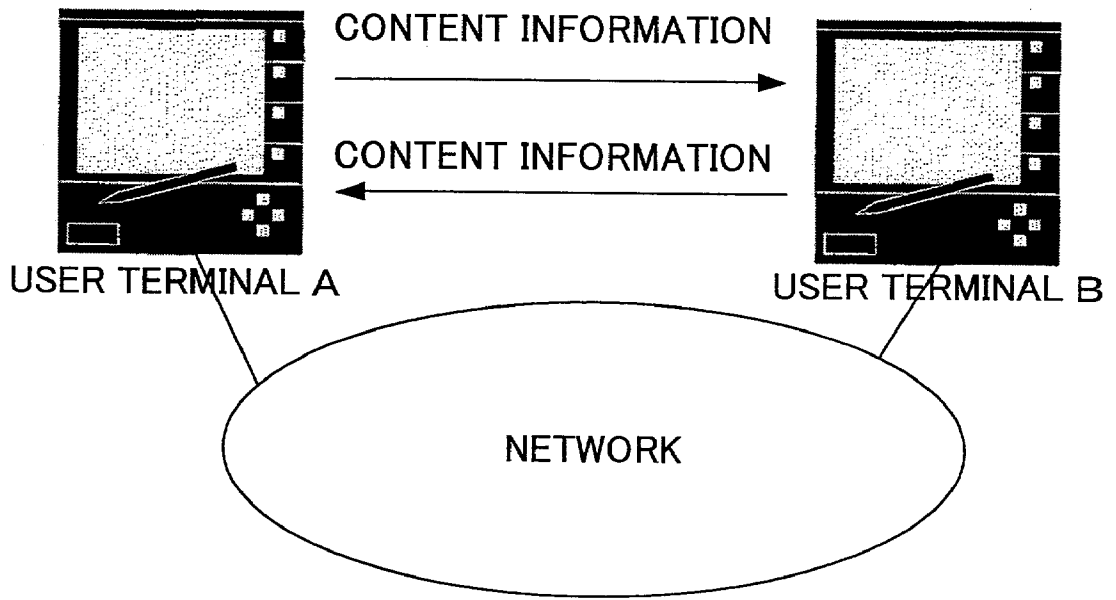 CONTENT INFORMATION
CONTENT INFORMATION
USER TERMINAL A
USER TERMINAL B
NETWORK